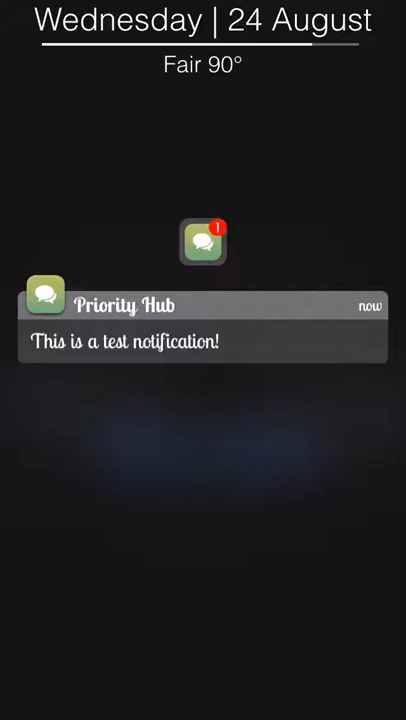 Wednesday | 24 August
Fair 90°
1
Priority Hub
now
This is a test notification!